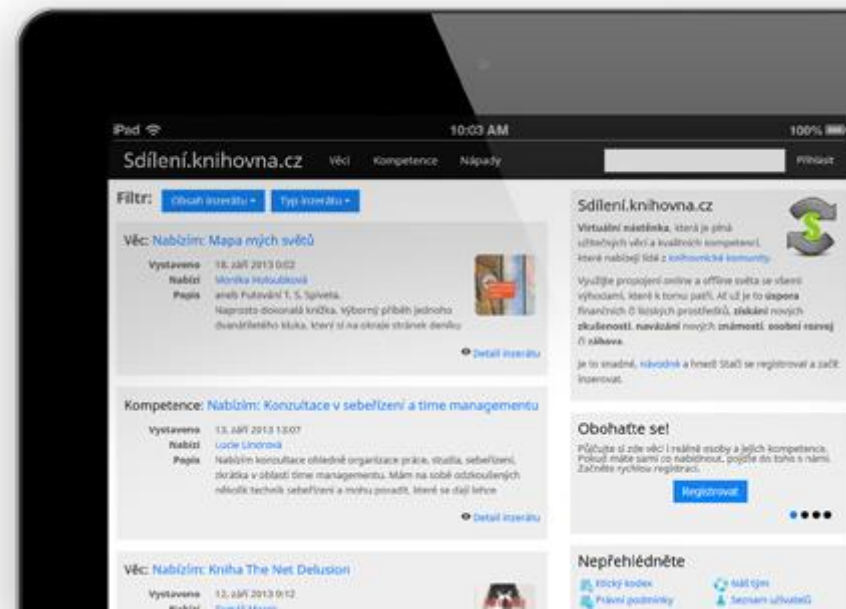 iPad
10:03 AM
100%
Sdílení.knihovna.cz Věci Kompetence Nápady Přihlásit
Filtr: Obsah inzerátu Typ inzerátu
Věc: Nabízím: Mapa mých světů
Vystaveno 18. září 2013 0:02
Nabízí Monika Holoubková
Popis aneb Putování T. S. Spiveta.
Naprosto dokonalá knížka. Výborný příběh jednoho
dvanáctiletého kluka, který si na okraje stránek deníku
Detail inzerátu
Kompetence: Nabízím: Konzultace v sebeřízení a time managementu
Vystaveno 13. září 2013 13:07
Nabízí Lucie Lindrová
Popis Nabízím konzultace ohledně organizace práce, studia, sebeřízení,
zkrátka v oblasti time managementu. Mám na sobě odzkoušených
několik technik sebeřízení a mohu poradit, které se dají lehce
Detail inzerátu
Věc: Nabízím: Kniha The Net Delusion
Vystaveno 12. září 2013 9:12
Sdílení.knihovna.cz
Virtuální nástěnka, která je plná
užitečných věcí a kvalitních kompetencí,
které nabízejí lidé z knihovnické komunity.
Využijte propojení online a offline světa se všemi
výhodami, které k tomu patří. Ať už je to úspora
finančních či lidských prostředků, získání nových
zkušeností, navázání nových známostí, osobní rozvoj
či zábava.
Je to snadné, návodné a hned! Stačí se registrovat a začít
inzerovat.
Obohaťte se!
Půjčujte si zde věci i reálné osoby a jejich kompetence.
Pokud máte sami co nabídnout, pojďte do toho s námi.
Začněte rychlou registrací.
Registrovat
Nepřehlédněte
Etický kodex Náš tým
Právní podmínky Seznam uživatelů